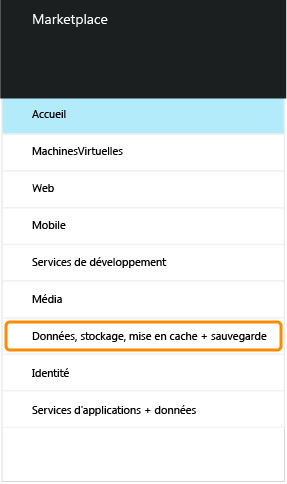 Marketplace
Accueil
MachinesVirtuelles
Web
Mobile
Services de développement
Média
Données, stockage, mise en cache + sauvegarde
Identité
Services d'applications + données